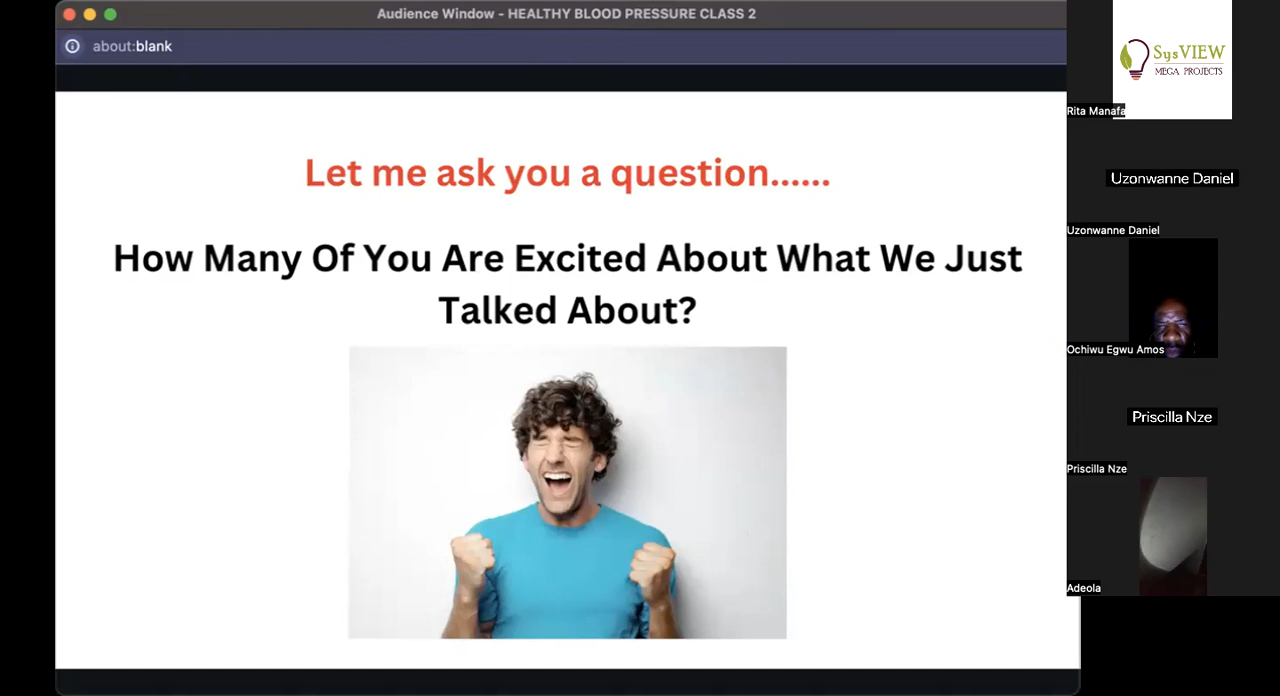 Audience Window - HEALTHY BLOOD PRESSURE CLASS 2
about:blank
Let me ask you a question......
How Many Of You Are Excited About What We Just
Talked About?
SysVIEW
MEGA PROJECTS
Rita Manafa
Uzonwanne Daniel
Uzonwanne Daniel
Ochiwu Egwu Amos
Priscilla Nze
Priscilla Nze
Adeola